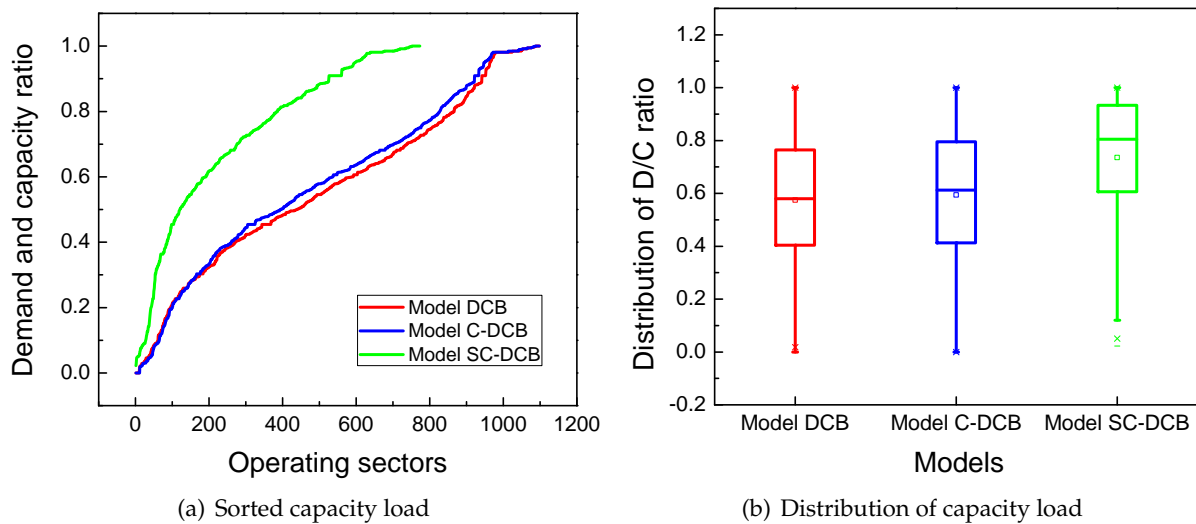 Demand and capacity ratio
1.0
0.8
0.6
0.4
0.2
0.0
Model DCB
Model C-DCB
Model SC-DCB
0 200 400 600 800 1000 1200
Operating sectors
(a) Sorted capacity load
Distribution of D/C ratio
1.2
1.0
0.8
0.6
0.4
0.2
0.0
-0.2
Model DCB Model C-DCB Model SC-DCB
Models
(b) Distribution of capacity load